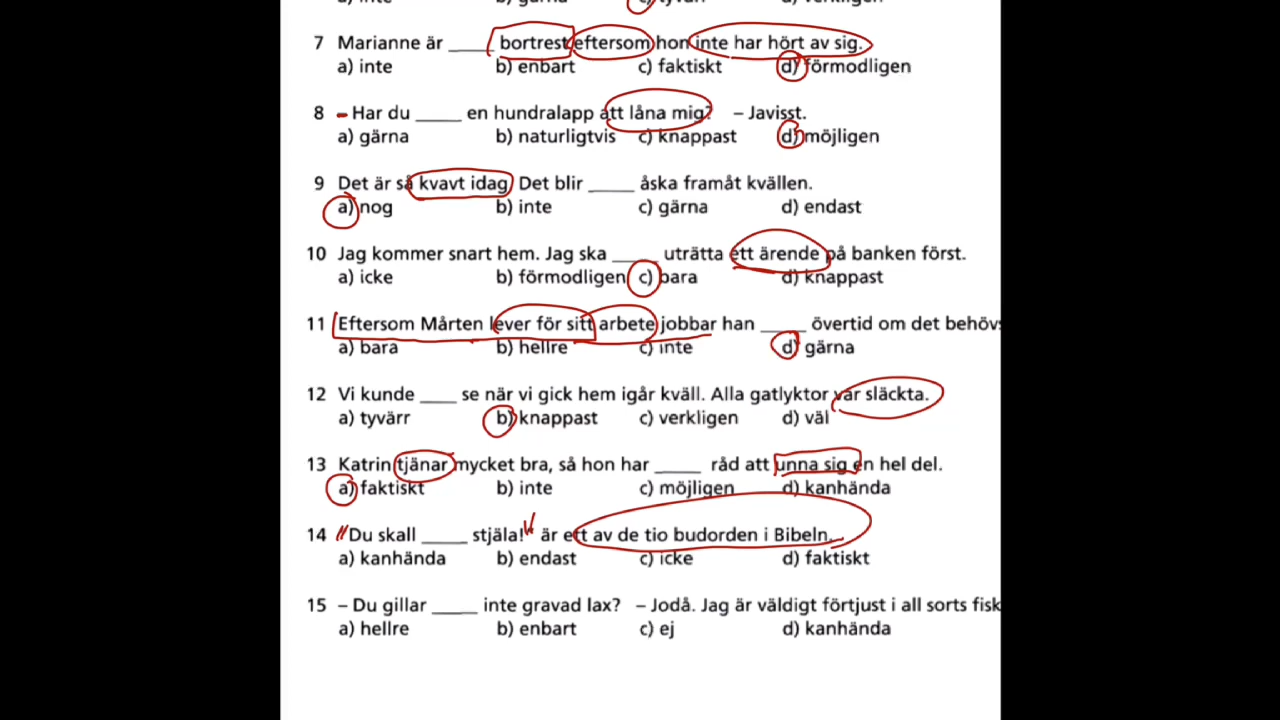 7 Marianne är _____ bortrest eftersom hon inte har hört av sig.
a) inte b) enbart c) faktiskt d) förmodligen
8 – Har du _____ en hundralapp att låna mig? – Javisst.
a) gärna b) naturligtvis c) knappast d) möjligen
9 Det är så kvavt idag. Det blir _____ åska framåt kvällen.
a) nog b) inte c) gärna d) endast
10 Jag kommer snart hem. Jag ska _____ uträtta ett ärende på banken först.
a) icke b) förmodligen c) bara d) knappast
11 Eftersom Mårten lever för sitt arbete jobbar han _____ övertid om det behövs
a) bara b) hellre c) inte d) gärna
12 Vi kunde ____ se när vi gick hem igår kväll. Alla gatlyktor var släckta.
a) tyvärr b) knappast c) verkligen d) väl
13 Katrin tjänar mycket bra, så hon har _____ råd att unna sig en hel del.
a) faktiskt b) inte c) möjligen d) kanhända
14 "Du skall _____ stjäla!" är ett av de tio budorden i Bibeln.
a) kanhända b) endast c) icke d) faktiskt
15 – Du gillar _____ inte gravad lax? – Jodå. Jag är väldigt förtjust i all sorts fisk
a) hellre b) enbart c) ej d) kanhända